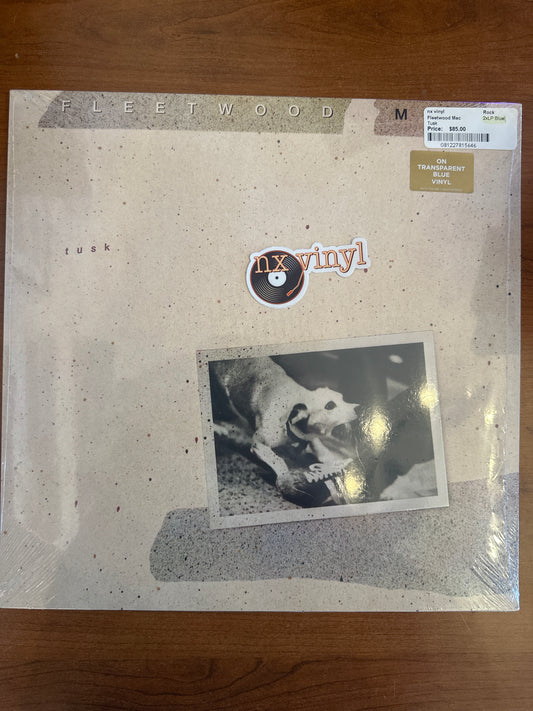 FLEETWOOD M
nx vinyl Rock
Fleetwood Mac 2xLP Blue
Tusk
Price: $85.00
081227815646
ON
TRANSPARENT
BLUE
VINYL
tusk
nx vinyl